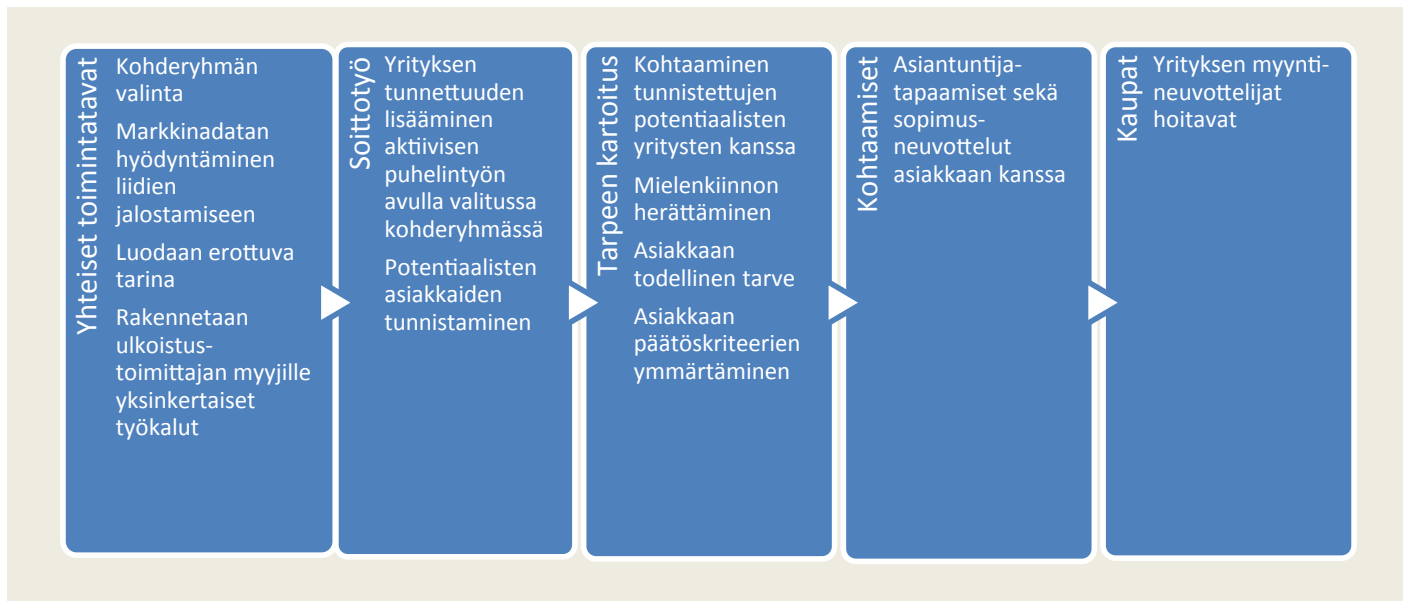 Yhteiset toimintatavat
Kohderyhmän
valinta
Markkinadatan
hyödyntäminen
liidien
jalostamiseen
Luodaan erottuva
tarina
Rakennetaan
ulkoistus-
toimittajan myyjille
yksinkertaiset
työkalut
Soittotyö
Yrityksen
tunnettuuden
lisääminen
aktiivisen
puhelintyön
avulla valitussa
kohderyhmässä
Potentiaalisten
asiakkaiden
tunnistaminen
Tarpeen kartoitus
Kohtaaminen
tunnistettujen
potentiaalisten
yritysten kanssa
Mielenkiinnon
herättäminen
Asiakkaan
todellinen tarve
Asiakkaan
päätöskriteerien
ymmärtäminen
Kohtaamiset
Asiantuntija-
tapaamiset sekä
sopimus-
neuvottelut
asiakkaan kanssa
Kaupat
Yrityksen myynti-
neuvottelijat
hoitavat